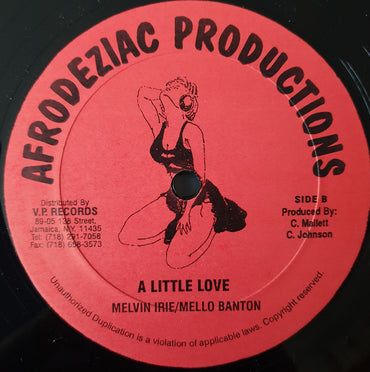 AFRODEZIAC PRODUCTIONS
Distributed By
V.P. RECORDS
89-05 138 Street,
Jamaica, N.Y. 11435
Tel: (718) 291-7058
Fax: (718) 658-3573
SIDE B
Produced By:
C. Mallett
C. Johnson
A LITTLE LOVE
MELVIN IRIE/MELLO BANTON
Unauthorized Duplication is a violation of applicable laws. Copyright reserved.